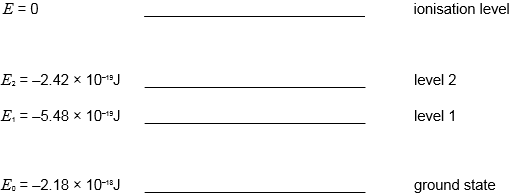 E = 0 ionisation level
E₂ = –2.42 × 10⁻¹⁹J level 2
E₁ = –5.48 × 10⁻¹⁹J level 1
E₀ = –2.18 × 10⁻¹⁸J ground state